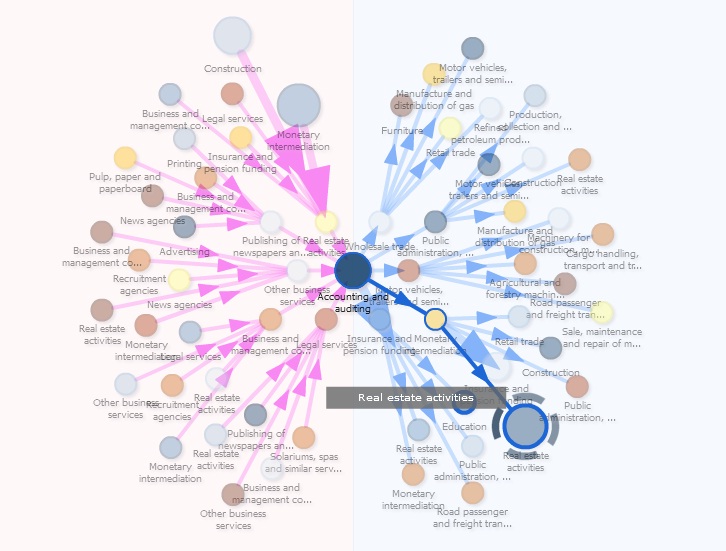 Construction
Motor vehicles,
trailers and semi...
Business and
management co...
Legal services
Manufacture and
distribution of gas
Production,
collection and ...
Monetary
intermediation
Furniture
Refined
petroleum prod...
Printing
Insurance and
pension funding
Retail trade
Pulp, paper and
paperboard
Business and
management co...
Motor vehicles,
trailers and semi...
Construction
Real estate
activities
News agencies
Advertising
Publishing of
newspapers an...
Real estate
activities
Wholesale trade
Public
administration, ...
Manufacture and
distribution of gas
Machinery for
construction, m...
Cargo handling,
transport and tr...
Business and
management co...
Recruitment
agencies
Other business
services
Accounting and
auditing
Motor vehicles,
trailers and semi...
Agricultural and
forestry machin...
News agencies
Road passenger
and freight tran...
Real estate
activities
Monetary
intermediation
Legal services
Business and
management co...
Legal services
Insurance and
pension funding
Monetary
intermediation
Retail trade
Sale, maintenance
and repair of m...
Construction
Other business
services
Recruitment
agencies
Real estate
activities
Real estate activities
Insurance and
pension funding
Public
administration, ...
Education
Publishing of
newspapers an...
Real estate
activities
Solariums, spas
and similar serv...
Real estate
activities
Public
administration, ...
Real estate
activities
Monetary
intermediation
Business and
management co...
Monetary
intermediation
Other business
services
Road passenger
and freight tran...